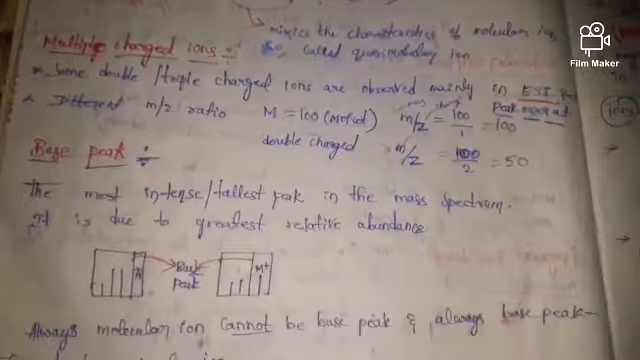 mimics the characteristics of molecular ion
So called quasimolecular ion
Multiple charged ions :-
* Some double/triple charged ions are observed mainly in ESI
* Different m/z ratio M = 100 (molcol) m/z = 100/1 = 100 Peak
double charged m/z = 100/2 = 50
Base peak :-
The most intense/tallest peak in the mass spectrum.
It is due to greatest relative abundance
Base peak
M+
Always molecular ion cannot be base peak & always base peak
Film Maker